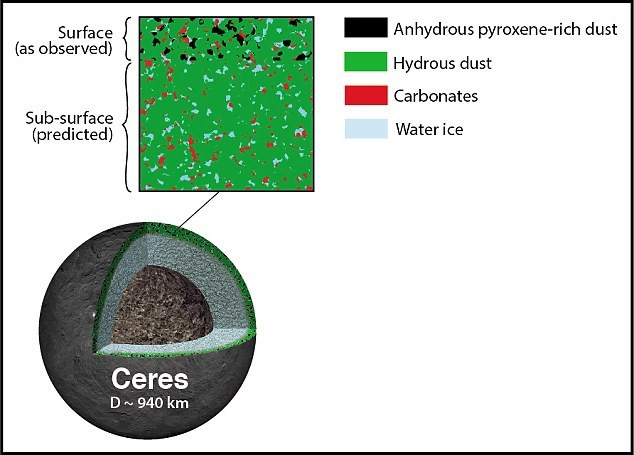 Surface
(as observed)
Sub-surface
(predicted)
Anhydrous pyroxene-rich dust
Hydrous dust
Carbonates
Water ice
Ceres
D ~ 940 km